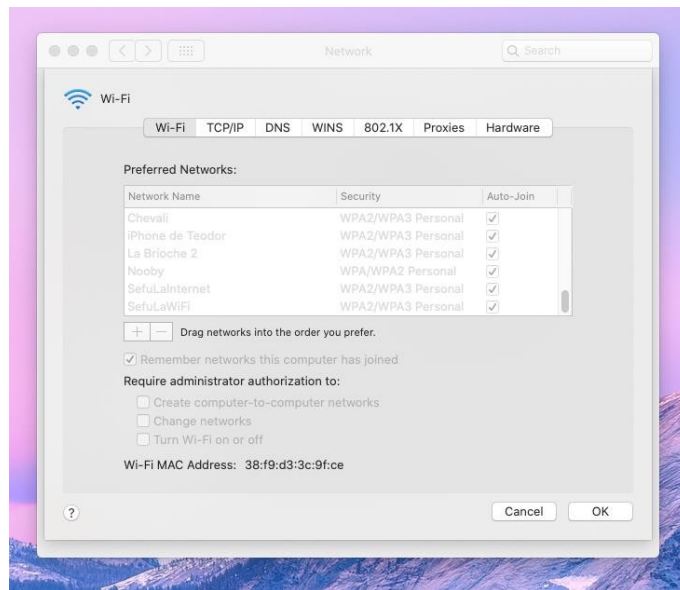 Network
Search
Wi-Fi
Wi-Fi TCP/IP DNS WINS 802.1X Proxies Hardware
Preferred Networks:
Network Name Security Auto-Join
Chevali WPA2/WPA3 Personal
iPhone de Teodor WPA2/WPA3 Personal
La Brioche 2 WPA2/WPA3 Personal
Nooby WPA/WPA2 Personal
SefuLaInternet WPA2/WPA3 Personal
SefuLaWiFi WPA2/WPA3 Personal
+ − Drag networks into the order you prefer.
Remember networks this computer has joined
Require administrator authorization to:
Create computer-to-computer networks
Change networks
Turn Wi-Fi on or off
Wi-Fi MAC Address: 38:f9:d3:3c:9f:ce
? Cancel OK